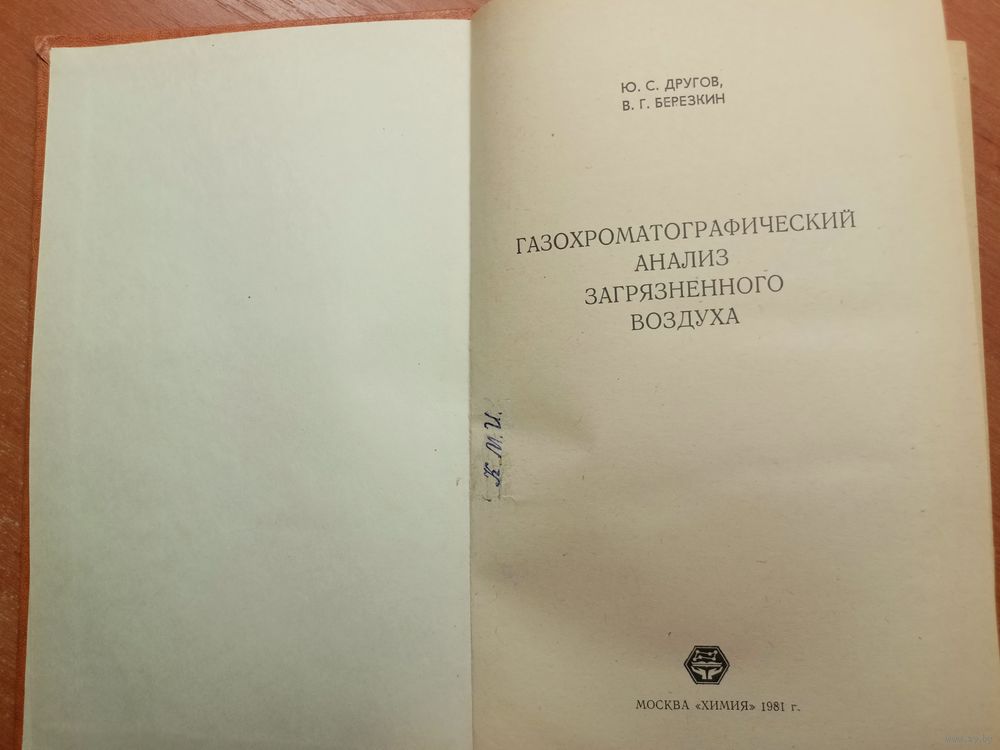 Ю. С. ДРУГОВ,
В. Г. БЕРЕЗКИН
ГАЗОХРОМАТОГРАФИЧЕСКИЙ
АНАЛИЗ
ЗАГРЯЗНЕННОГО
ВОЗДУХА
К М. И.
МОСКВА «ХИМИЯ» 1981 г.